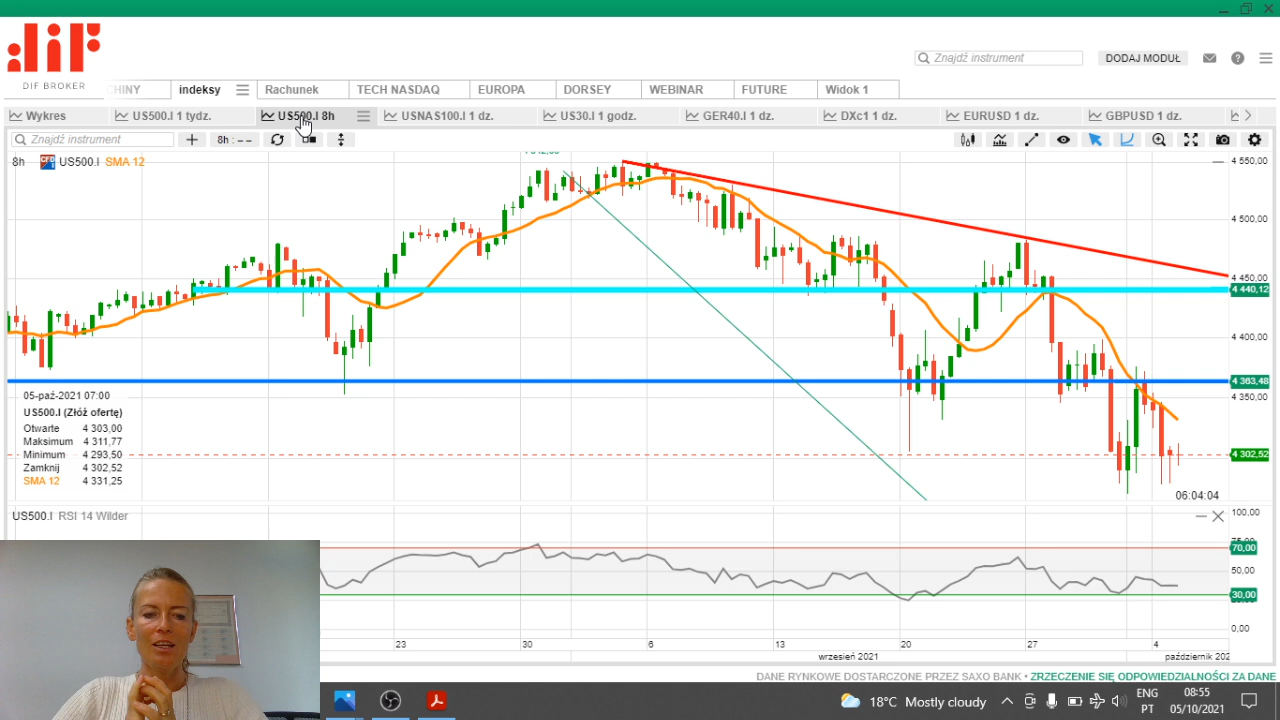 DIF BROKER
Znajdź instrument
DODAJ MODUŁ
HINY
indeksy
Rachunek
TECH NASDAQ
EUROPA
DORSEY
WEBINAR
FUTURE
Widok 1
Wykres
US500.I 1 tydz.
US500.I 8h
USNAS100.I 1 dz.
US30.I 1 godz.
GER40.I 1 dz.
DXc1 1 dz.
EURUSD 1 dz.
GBPUSD 1 dz.
Znajdź instrument
8h : – –
8h US500.I SMA 12
4 550,00
4 500,00
4 450,00
4 440,12
4 400,00
4 363,48
4 350,00
4 302,52
05-paź-2021 07:00
US500.I (Złóż ofertę)
Otwarte 4 303,00
Maksimum 4 311,77
Minimum 4 293,50
Zamknij 4 302,52
SMA 12 4 331,25
06:04:04
US500.I RSI 14 Wilder
100,00
70,00
50,00
30,00
0,00
23
30
6
13
20
27
4
wrzesień 2021
październik 202
DANE RYNKOWE DOSTARCZONE PRZEZ SAXO BANK • ZRZECZENIE SIĘ ODPOWIEDZIALNOŚCI ZA DANE
18°C Mostly cloudy
ENG
PT
08:55
05/10/2021